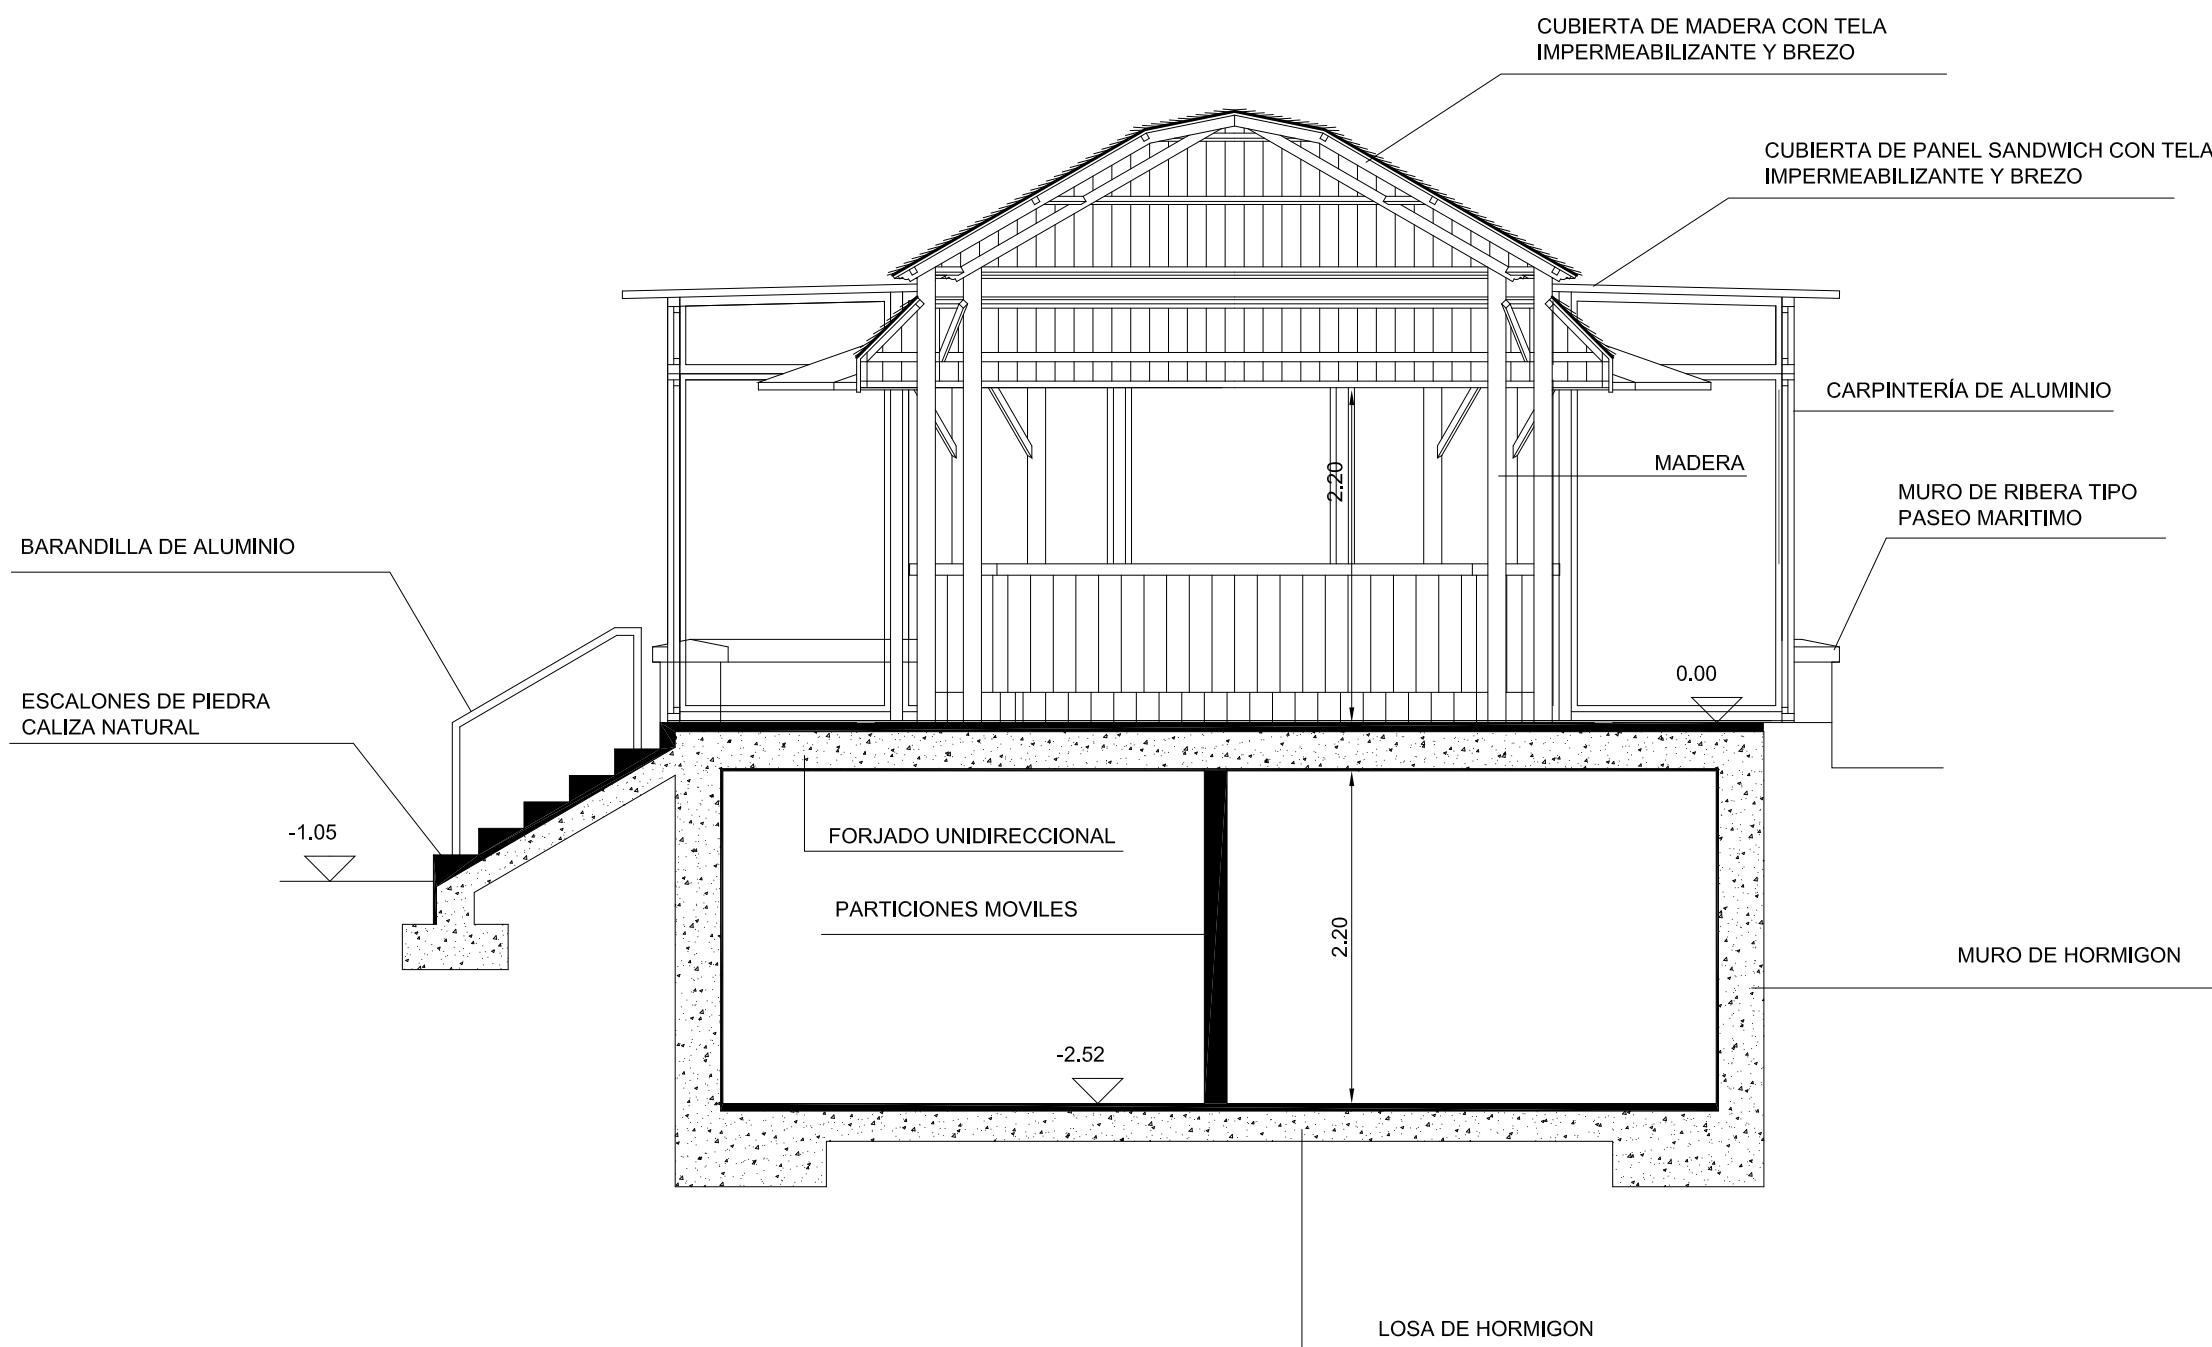 CUBIERTA DE MADERA CON TELA
IMPERMEABILIZANTE Y BREZO
CUBIERTA DE PANEL SANDWICH CON TELA
IMPERMEABILIZANTE Y BREZO
CARPINTERÍA DE ALUMINIO
MADERA
2.20
MURO DE RIBERA TIPO
PASEO MARITIMO
BARANDILLA DE ALUMINIO
0.00
ESCALONES DE PIEDRA
CALIZA NATURAL
-1.05
FORJADO UNIDIRECCIONAL
PARTICIONES MOVILES
2.20
MURO DE HORMIGON
-2.52
LOSA DE HORMIGON